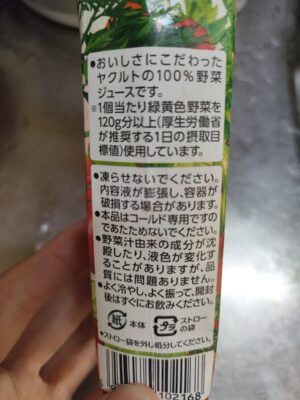 ●おいしさにこだわった
ヤクルトの100%野菜
ジュースです。
※1個当たり緑黄色野菜を
120g分以上(厚生労働省
が推奨する1日の摂取目
標値)使用しています。
●凍らせないでください。
内容液が膨張し、容器が
破損する場合があります。
●本品はコールド専用ですの
であたためないでください。
●野菜汁由来の成分が沈
殿したり、液色が変化す
ることがありますが、品
質には問題ありません。
●よく冷やし、よく振って、開封
後はすぐにお飲みください。
紙 本体
プラ ストロー
の袋
●ストロー袋を外し処分してください。
102168